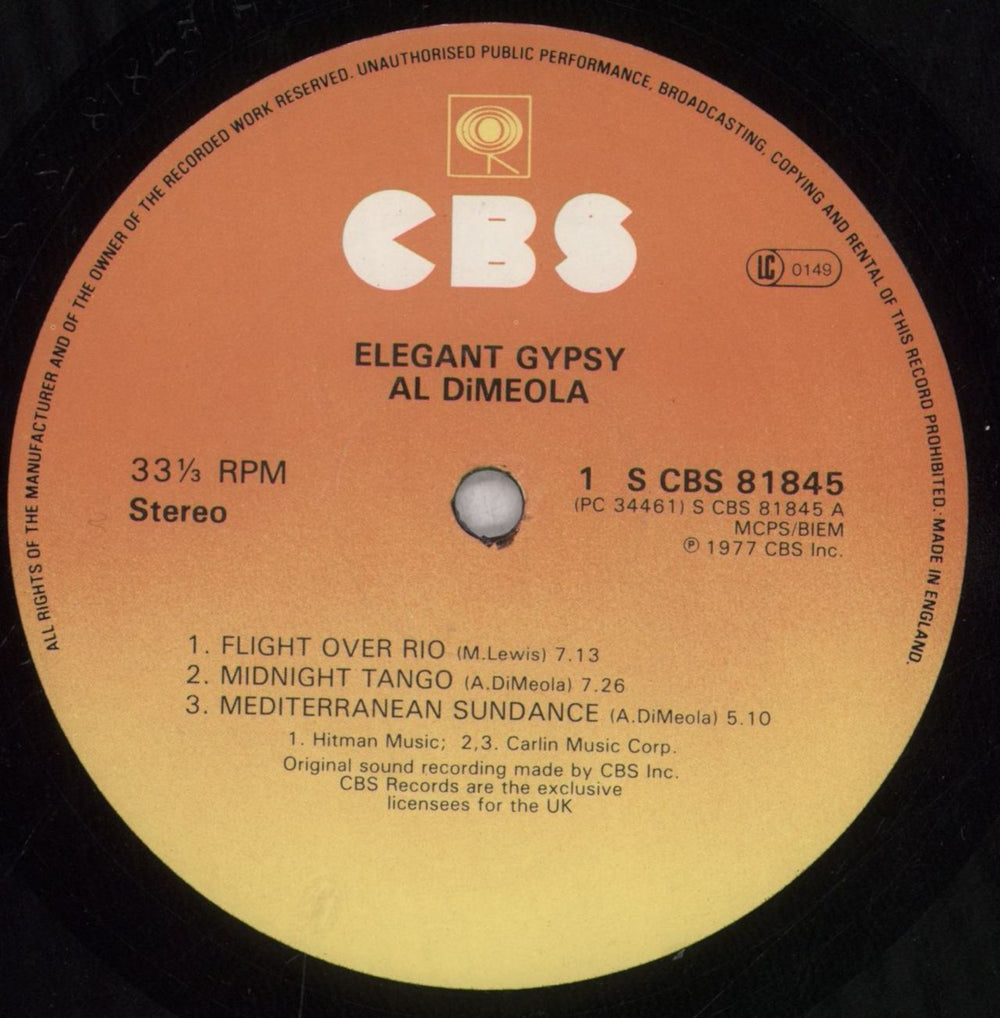 ALL RIGHTS OF THE MANUFACTURER AND OF THE OWNER OF THE RECORDED WORK RESERVED. UNAUTHORISED PUBLIC PERFORMANCE, BROADCASTING, COPYING AND RENTAL OF THIS RECORD PROHIBITED. MADE IN ENGLAND.
CBS
LC 0149
ELEGANT GYPSY
AL DiMEOLA
33⅓ RPM
Stereo
1 S CBS 81845
(PC 34461) S CBS 81845 A
MCPS/BIEM
℗ 1977 CBS Inc.
1. FLIGHT OVER RIO (M.Lewis) 7.13
2. MIDNIGHT TANGO (A.DiMeola) 7.26
3. MEDITERRANEAN SUNDANCE (A.DiMeola) 5.10
1. Hitman Music; 2,3. Carlin Music Corp.
Original sound recording made by CBS Inc.
CBS Records are the exclusive
licensees for the UK